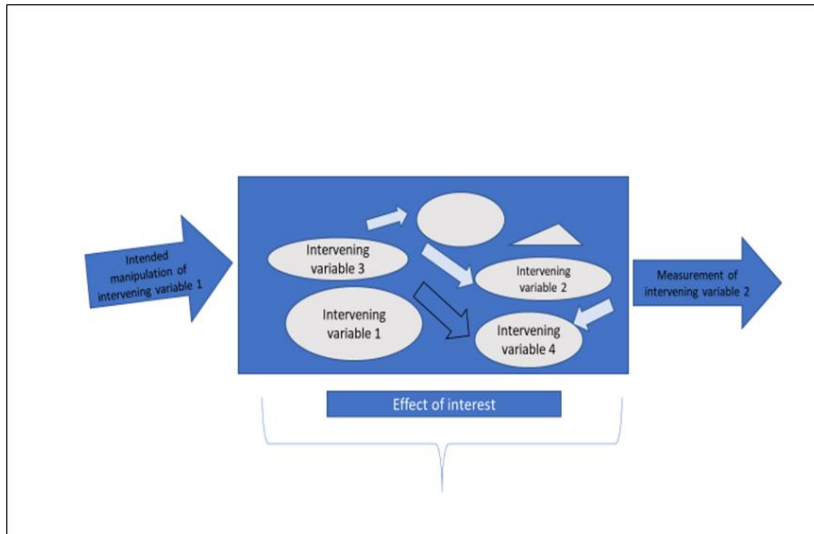 Intended
manipulation of
intervening variable 1
Intervening
variable 3
Intervening
variable 1
Intervening
variable 2
Intervening
variable 4
Measurement of
intervening variable 2
Effect of interest